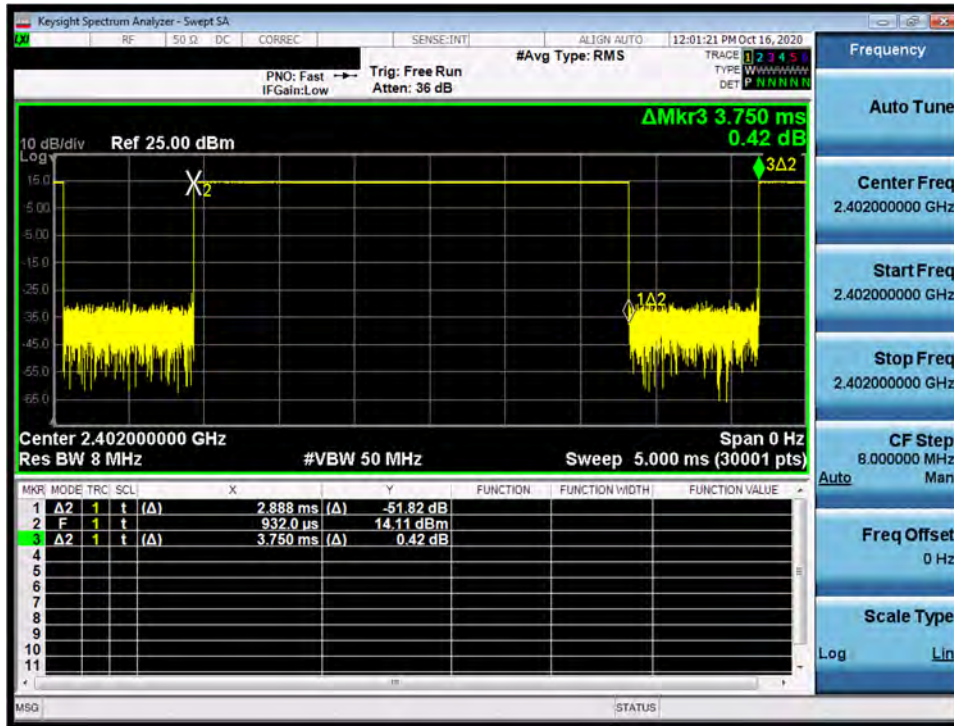 Keysight Spectrum Analyzer - Swept SA
LXI RF 50 Ω DC CORREC SENSE:INT ALIGN AUTO 12:01:21 PM Oct 16, 2020
#Avg Type: RMS
TRACE 1 2 3 4 5 6
TYPE W
DET P N N N N N
PNO: Fast
IFGain:Low
Trig: Free Run
Atten: 36 dB
ΔMkr3 3.750 ms
0.42 dB
10 dB/div Ref 25.00 dBm
Log
15.0
5.00
-5.00
-15.0
-25.0
-35.0
-45.0
-55.0
-65.0
2
3Δ2
1Δ2
Center 2.402000000 GHz Span 0 Hz
Res BW 8 MHz #VBW 50 MHz Sweep 5.000 ms (30001 pts)
MKR MODE TRC SCL X Y FUNCTION FUNCTION WIDTH FUNCTION VALUE
1 Δ2 1 t (Δ) 2.888 ms (Δ) -51.82 dB
2 F 1 t 932.0 µs 14.11 dBm
3 Δ2 1 t (Δ) 3.750 ms (Δ) 0.42 dB
4
5
6
7
8
9
10
11
MSG STATUS
Frequency
Auto Tune
Center Freq
2.402000000 GHz
Start Freq
2.402000000 GHz
Stop Freq
2.402000000 GHz
CF Step
8.000000 MHz
Auto Man
Freq Offset
0 Hz
Scale Type
Log Lin